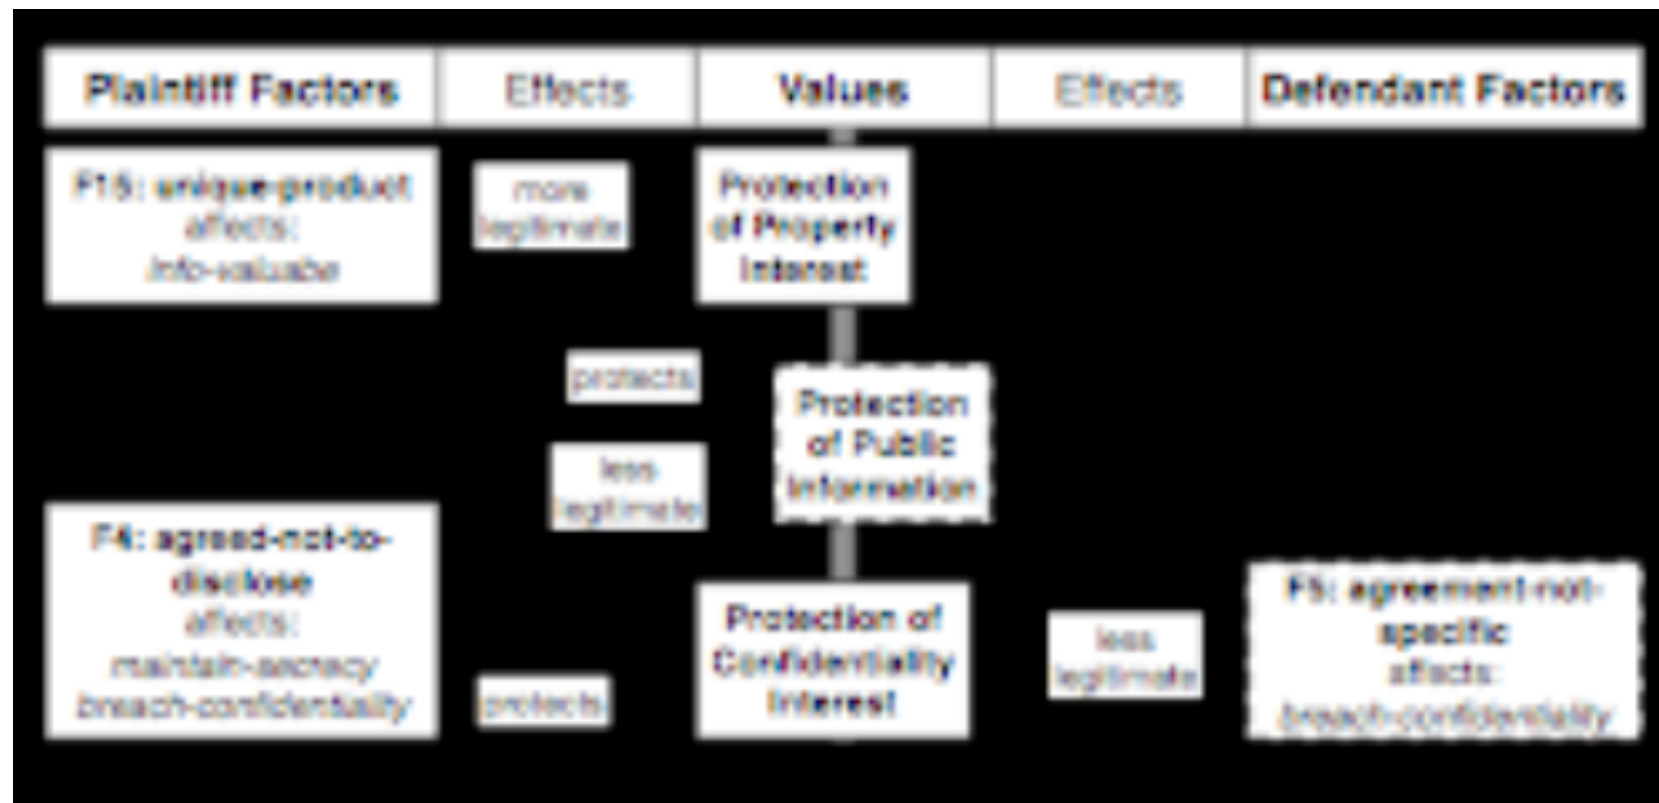 Plaintiff Factors Effects Values Effects Defendant Factors
F15: unique-product
affects:
info-valuabe
more
legitimate
Protection
of Property
Interest
protects
less
legitimate
Protection
of Public
Information
F4: agreed-not-to-
disclose
affects:
maintain-secrecy
breach-confidentiality
protects
Protection of
Confidentiality
Interest
less
legitimate
F5: agreement-not-
specific
affects:
breach-confidentiality